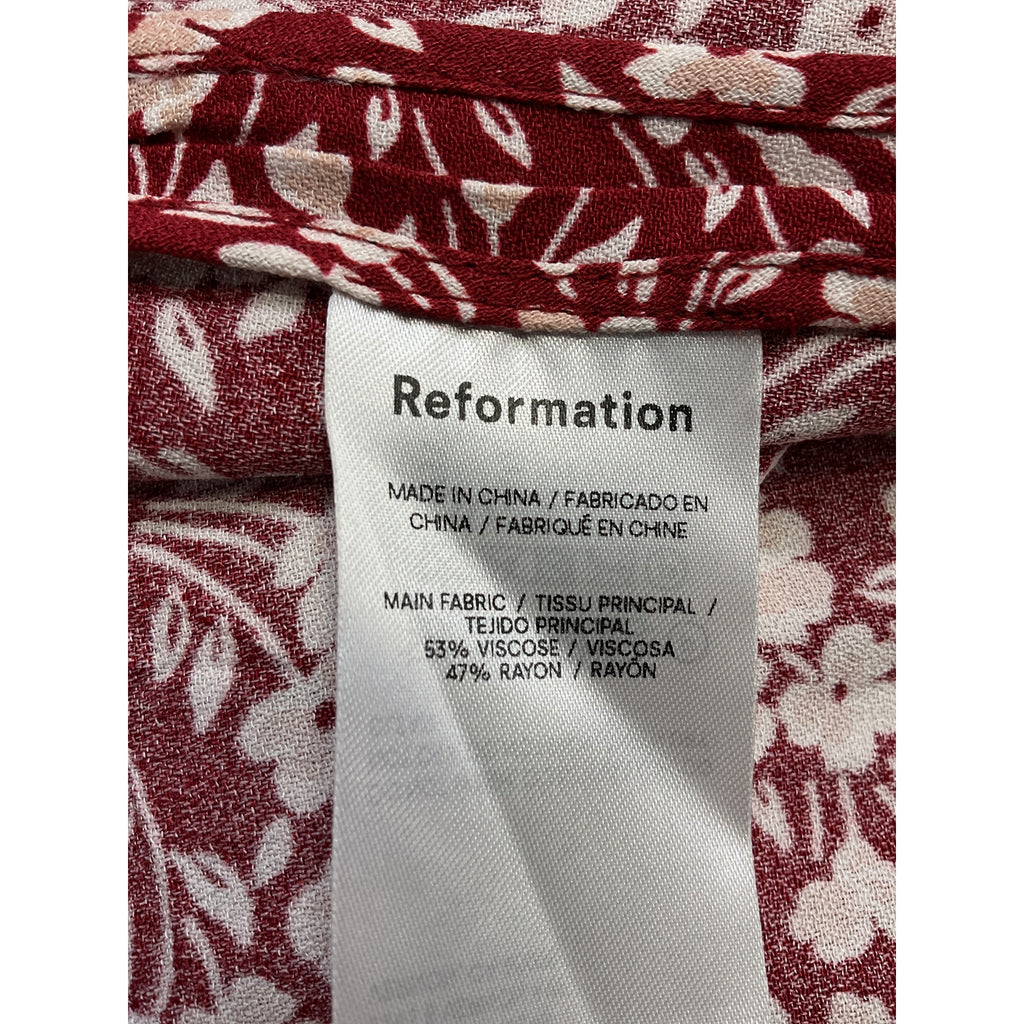 Reformation
MADE IN CHINA / FABRICADO EN
CHINA / FABRIQUÉ EN CHINE
MAIN FABRIC / TISSU PRINCIPAL /
TEJIDO PRINCIPAL
53% VISCOSE / VISCOSA
47% RAYON / RAYÓN